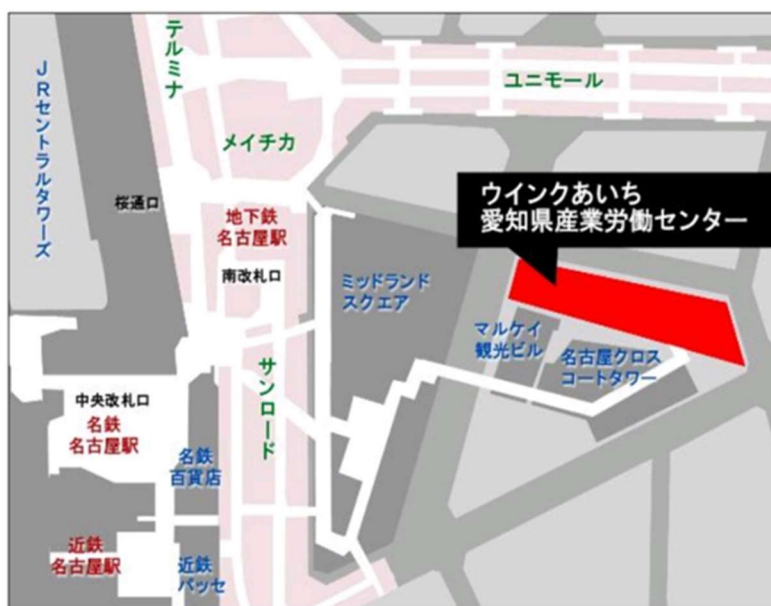 JRセントラルタワーズ
テルミナ
ユニモール
メイチカ
桜通口
地下鉄
名古屋駅
南改札口
ウインクあいち
愛知県産業労働センター
ミッドランド
スクエア
マルケイ
観光ビル
名古屋クロス
コートタワー
サンロード
中央改札口
名鉄
名古屋駅
名鉄
百貨店
近鉄
名古屋駅
近鉄
パッセ